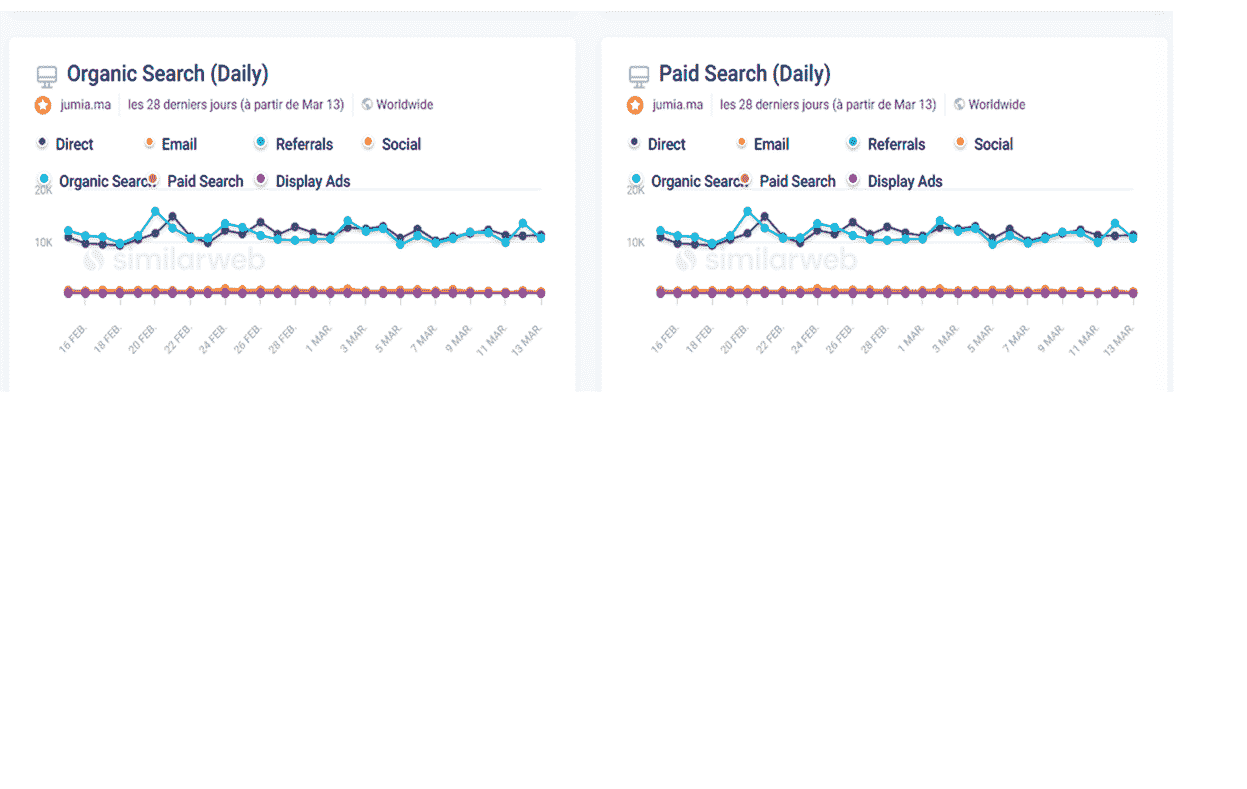 Organic Search (Daily)
jumia.ma les 28 derniers jours (à partir de Mar 13) Worldwide
Direct Email Referrals Social
Organic Search Paid Search Display Ads
20K
10K
similarweb
16 FEB. 18 FEB. 20 FEB. 22 FEB. 24 FEB. 26 FEB. 28 FEB. 1 MAR. 3 MAR. 5 MAR. 7 MAR. 9 MAR. 11 MAR. 13 MAR.
Paid Search (Daily)
jumia.ma les 28 derniers jours (à partir de Mar 13) Worldwide
Direct Email Referrals Social
Organic Search Paid Search Display Ads
20K
10K
similarweb
16 FEB. 18 FEB. 20 FEB. 22 FEB. 24 FEB. 26 FEB. 28 FEB. 1 MAR. 3 MAR. 5 MAR. 7 MAR. 9 MAR. 11 MAR. 13 MAR.